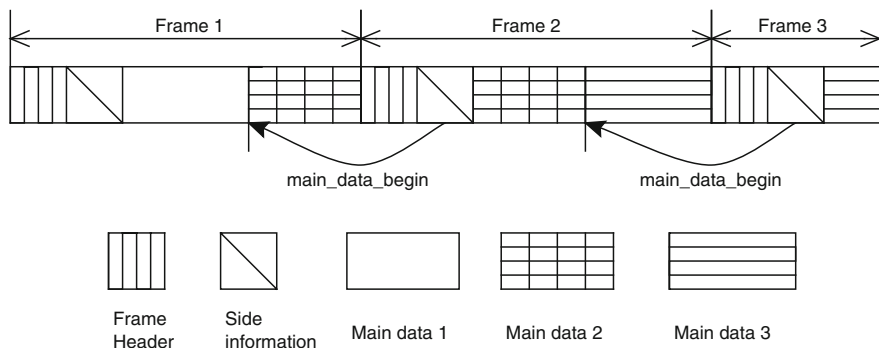 Frame 1
Frame 2
Frame 3
main_data_begin
main_data_begin
Frame
Header
Side
information
Main data 1
Main data 2
Main data 3